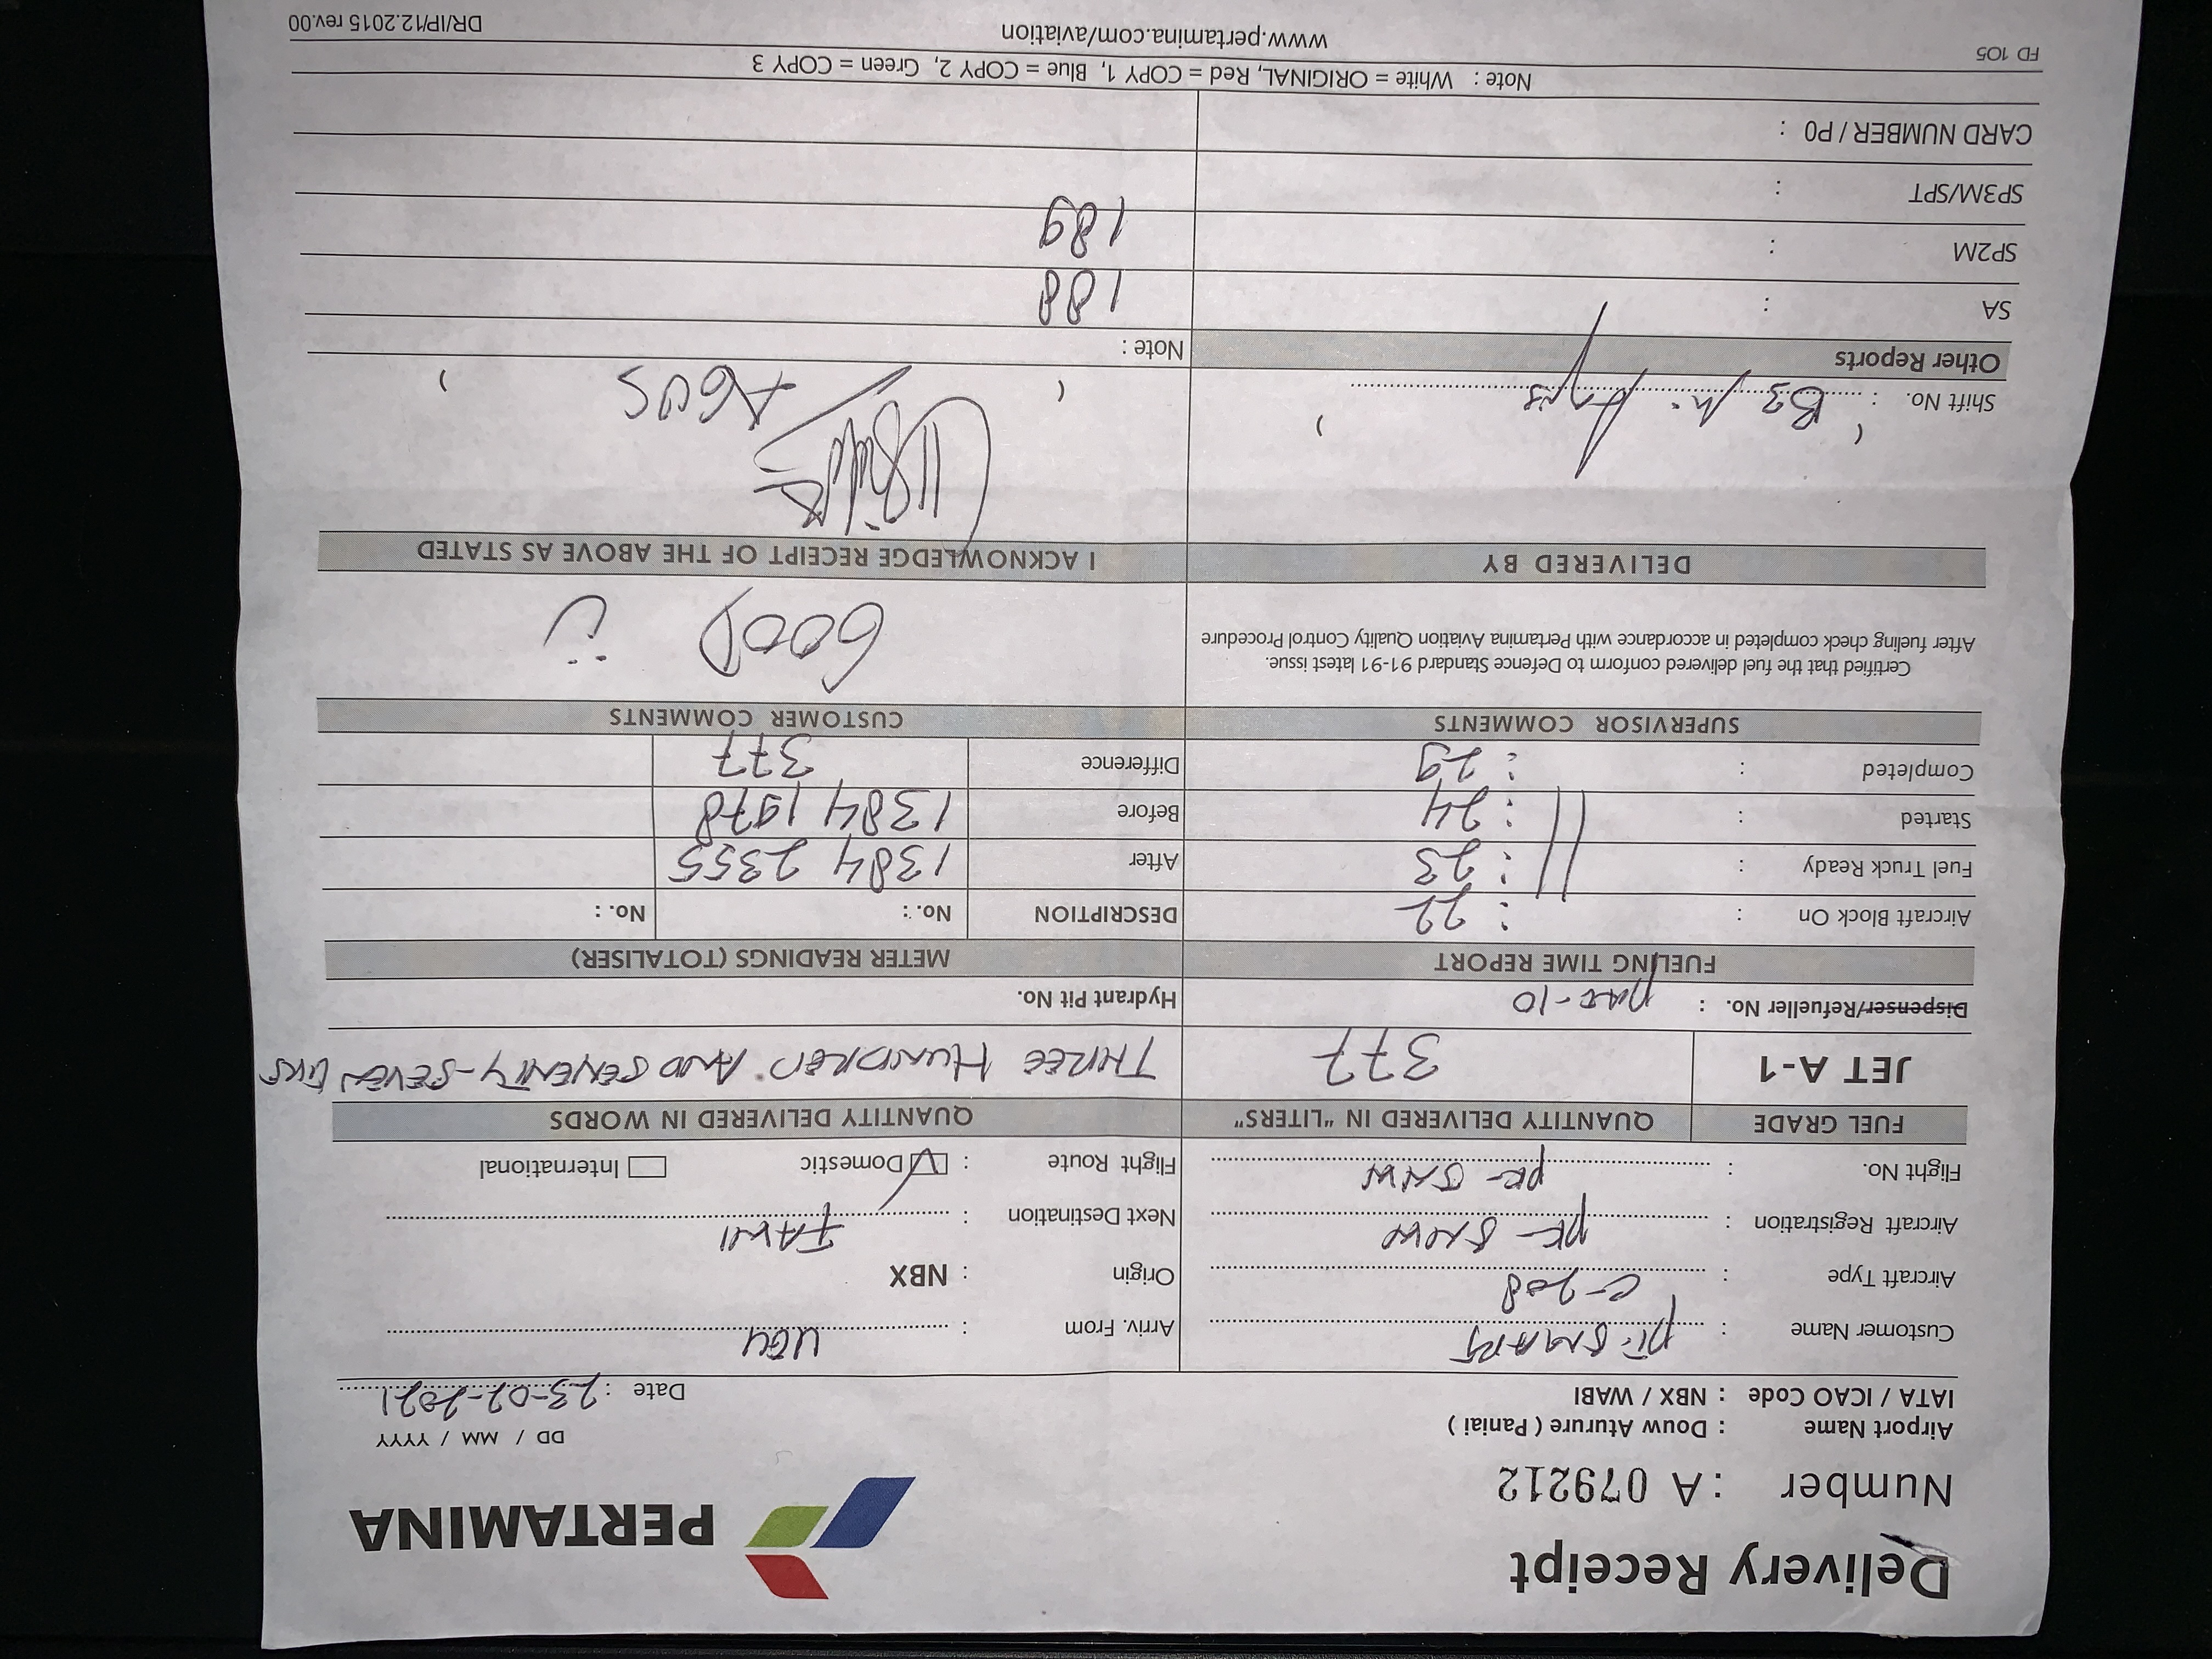 Delivery Receipt
PERTAMINA
Number : A 079212
DD / MM / YYYY
Airport Name : Douw Aturure ( Paniai )
Date : 23-02-2021
IATA / ICAO Code : NBX / WABI
Customer Name : PT. SMART
Arriv. From : UGU
Aircraft Type : C-208
Origin : NBX
Aircraft Registration : PK-SNW
Next Destination : FAWI
Flight No. : PK-SNW
Flight Route : Domestic International
FUEL GRADE QUANTITY DELIVERED IN "LITERS" QUANTITY DELIVERED IN WORDS
JET A-1 377 THREE HUNDRED AND SEVENTY-SEVEN
Dispenser/Refueller No. : -10
Hydrant Pit No.
FUELING TIME REPORT METER READINGS (TOTALISER)
Aircraft Block On : : 22
DESCRIPTION No. : No. :
Fuel Truck Ready : : 23
After 1384 2355
Started : : 24
Before 1384 1978
Completed : : 29
Difference 377
SUPERVISOR COMMENTS CUSTOMER COMMENTS
Certified that the fuel delivered conform to Defence Standard 91-91 latest issue.
After fueling check completed in accordance with Pertamina Aviation Quality Control Procedure
GOOD
DELIVERED BY I ACKNOWLEDGE RECEIPT OF THE ABOVE AS STATED
AGUS
Shift No. :
Other Reports Note :
SA : 188
SP2M : 189
SP3M/SPT :
CARD NUMBER / PO :
Note : White = ORIGINAL, Red = COPY 1, Blue = COPY 2, Green = COPY 3
FD 105 www.pertamina.com/aviation DR/IP/12.2015 rev.00